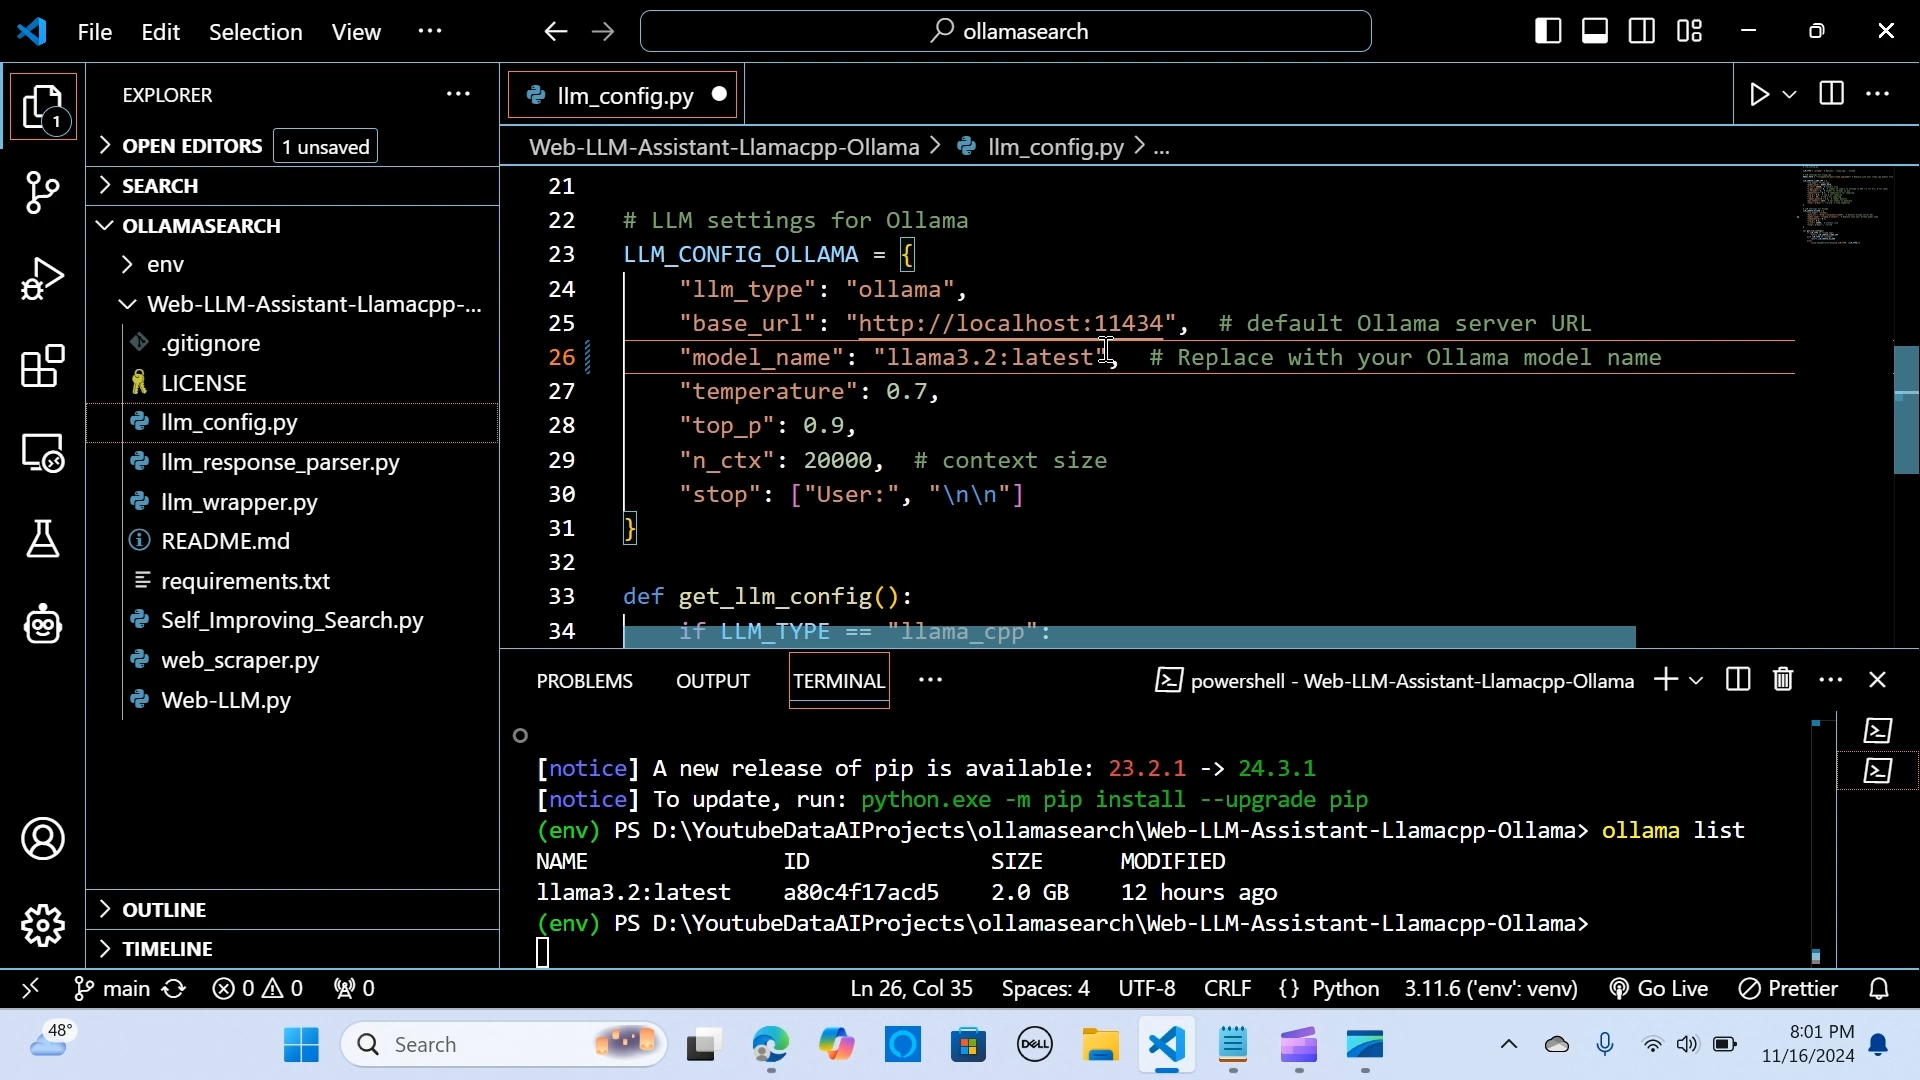 File Edit Selection View ···
ollamasearch
EXPLORER
1
OPEN EDITORS 1 unsaved
SEARCH
OLLAMASEARCH
env
Web-LLM-Assistant-Llamacpp-...
.gitignore
LICENSE
llm_config.py
llm_response_parser.py
llm_wrapper.py
README.md
requirements.txt
Self_Improving_Search.py
web_scraper.py
Web-LLM.py
OUTLINE
TIMELINE
llm_config.py
Web-LLM-Assistant-Llamacpp-Ollama > llm_config.py > ...
21
22 # LLM settings for Ollama
23 LLM_CONFIG_OLLAMA = {
24 "llm_type": "ollama",
25 "base_url": "http://localhost:11434", # default Ollama server URL
26 "model_name": "llama3.2:latest", # Replace with your Ollama model name
27 "temperature": 0.7,
28 "top_p": 0.9,
29 "n_ctx": 20000, # context size
30 "stop": ["User:", "\n\n"]
31 }
32
33 def get_llm_config():
34 if LLM_TYPE == "llama_cpp":
PROBLEMS OUTPUT TERMINAL ··· powershell - Web-LLM-Assistant-Llamacpp-Ollama
[notice] A new release of pip is available: 23.2.1 -> 24.3.1
[notice] To update, run: python.exe -m pip install --upgrade pip
(env) PS D:\YoutubeDataAIProjects\ollamasearch\Web-LLM-Assistant-Llamacpp-Ollama> ollama list
NAME ID SIZE MODIFIED
llama3.2:latest a80c4f17acd5 2.0 GB 12 hours ago
(env) PS D:\YoutubeDataAIProjects\ollamasearch\Web-LLM-Assistant-Llamacpp-Ollama>
main 0 0 0 Ln 26, Col 35 Spaces: 4 UTF-8 CRLF {} Python 3.11.6 ('env': venv) Go Live Prettier
48°
Search
DELL
8:01 PM
11/16/2024